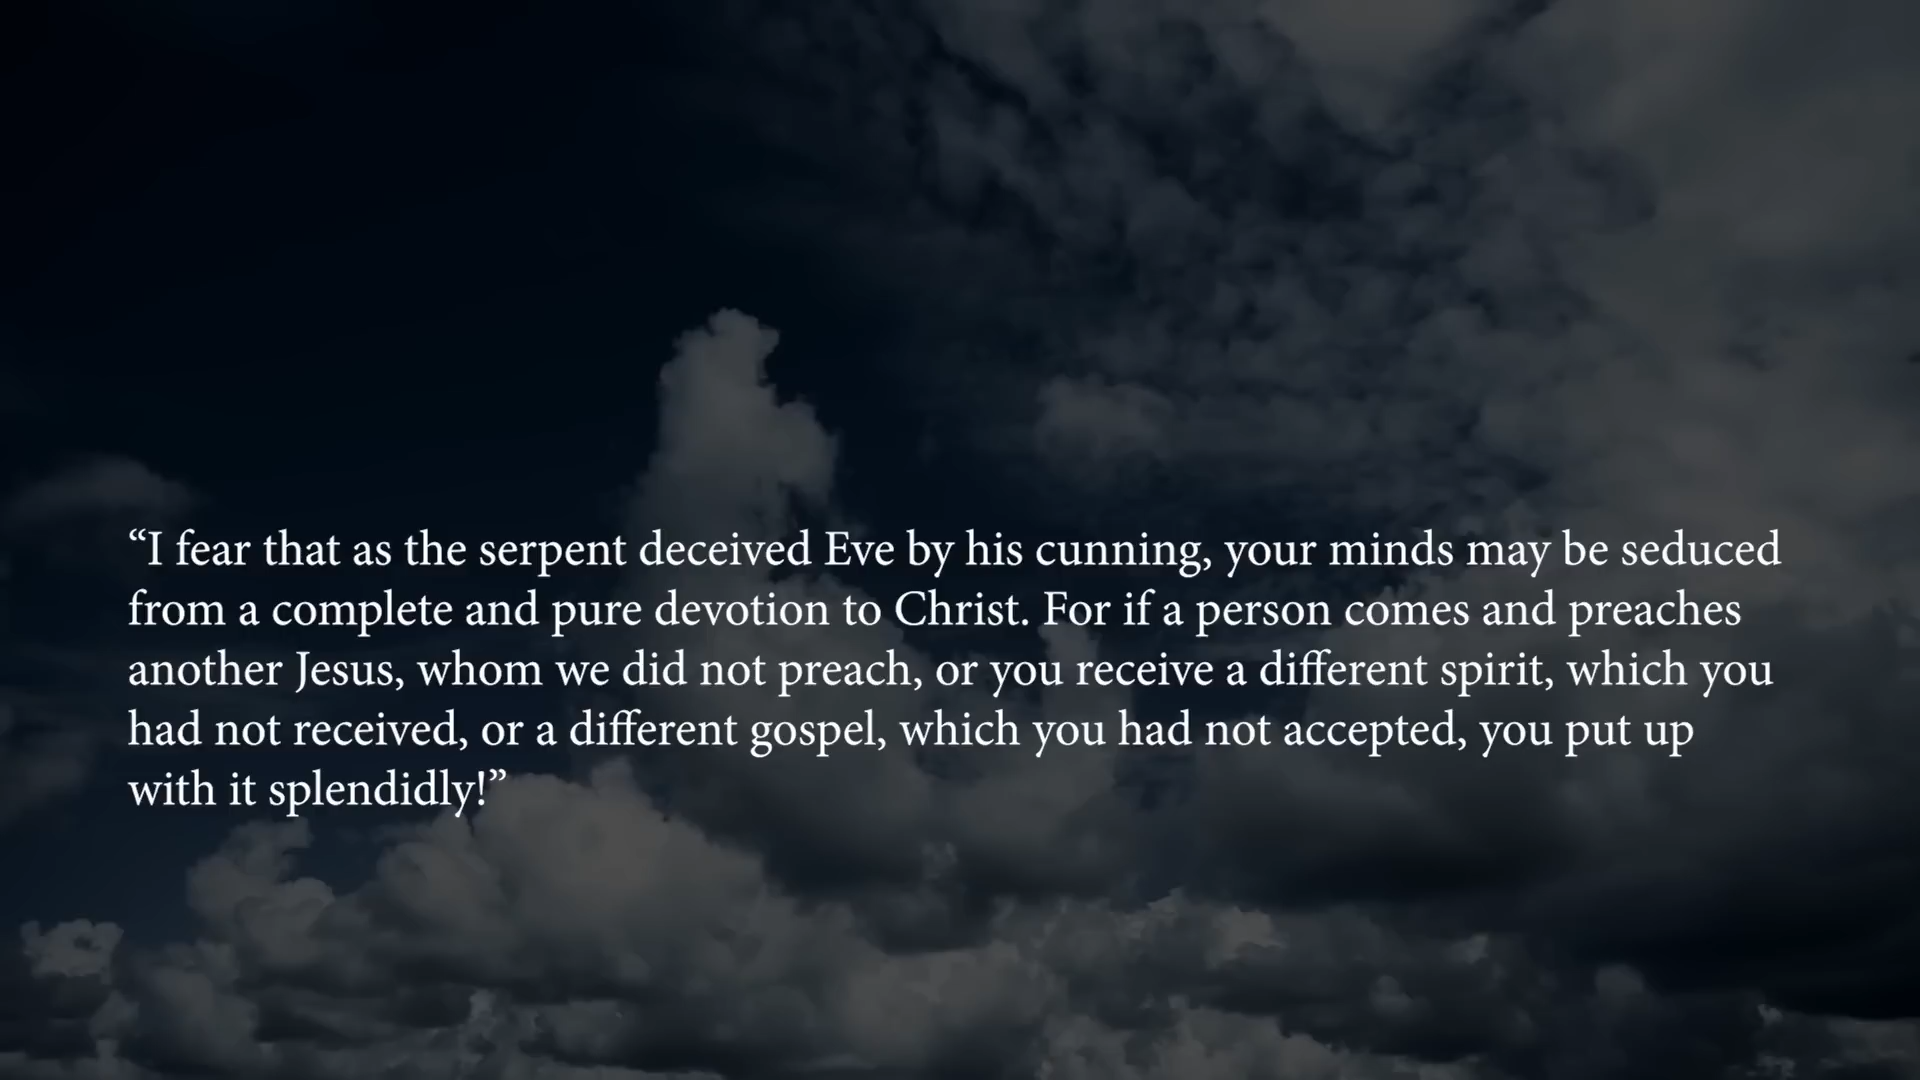 “I fear that as the serpent deceived Eve by his cunning, your minds may be seduced
from a complete and pure devotion to Christ. For if a person comes and preaches
another Jesus, whom we did not preach, or you receive a different spirit, which you
had not received, or a different gospel, which you had not accepted, you put up
with it splendidly!”